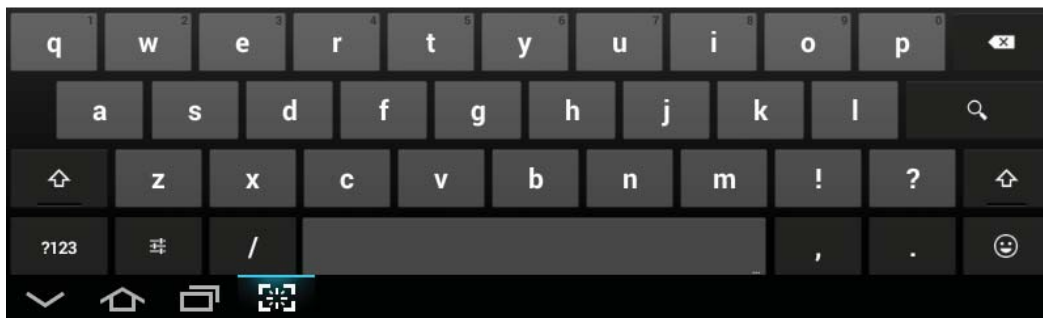 1 2 3 4 5 6 7 8 9 0
q w e r t y u i o p
a s d f g h j k l
z x c v b n m ! ?
?123 / , .